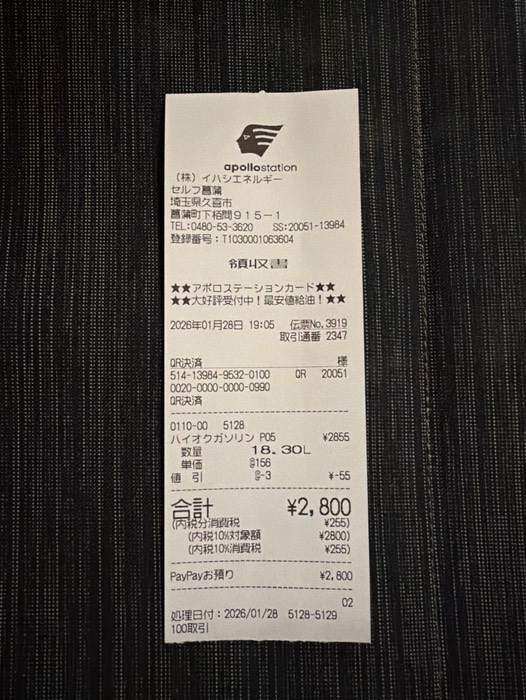 apollostation
(株)イハシエネルギー
セルフ菖蒲
埼玉県久喜市
菖蒲町下栢間915-1
TEL:0480-53-3620 SS:20051-13984
登録番号:T1030001063604
領収書
★★アポロステーションカード★★
★★大好評受付中!最安値給油!★★
2026年01月28日 19:05 伝票No.3919
取引通番 2347
QR決済 様
514-13984-9532-0100 QR 20051
0020-0000-0000-0990
QR決済
0110-00 5128
ハイオクガソリン P05 ¥2855
数量 18.30L
単価 @156
値引 @-3 ¥-55
合計 ¥2,800
(内税分消費税 ¥255)
(内税10%対象額 ¥2800)
(内税10%消費税 ¥255)
PayPayお預り ¥2,800
02
処理日付:2026/01/28 5128-5129
100取引